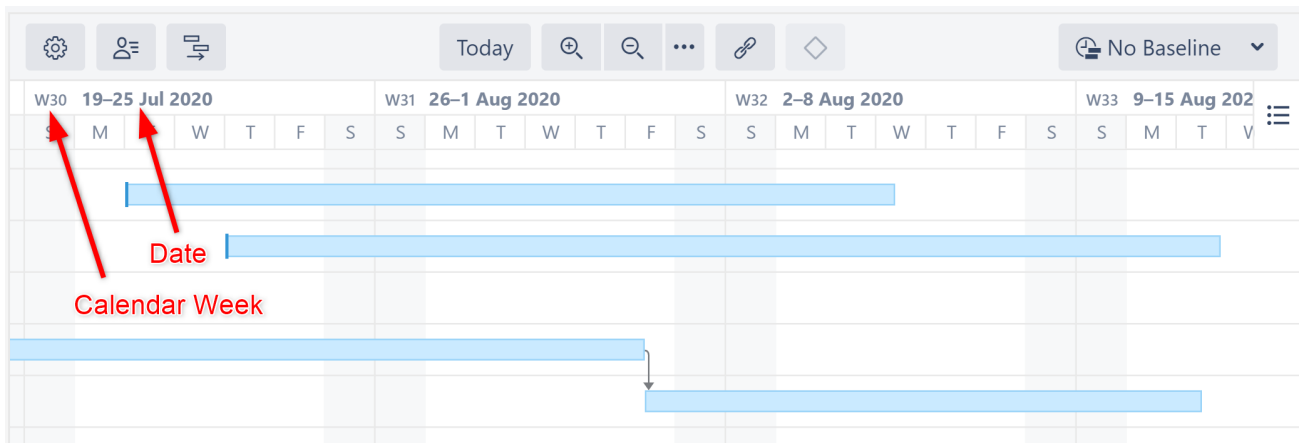 Today ••• No Baseline
W30 19–25 Jul 2020 W31 26–1 Aug 2020 W32 2–8 Aug 2020 W33 9–15 Aug 202
S M W T F S S M T W T F S S M T W T F S S M T W
Date
Calendar Week